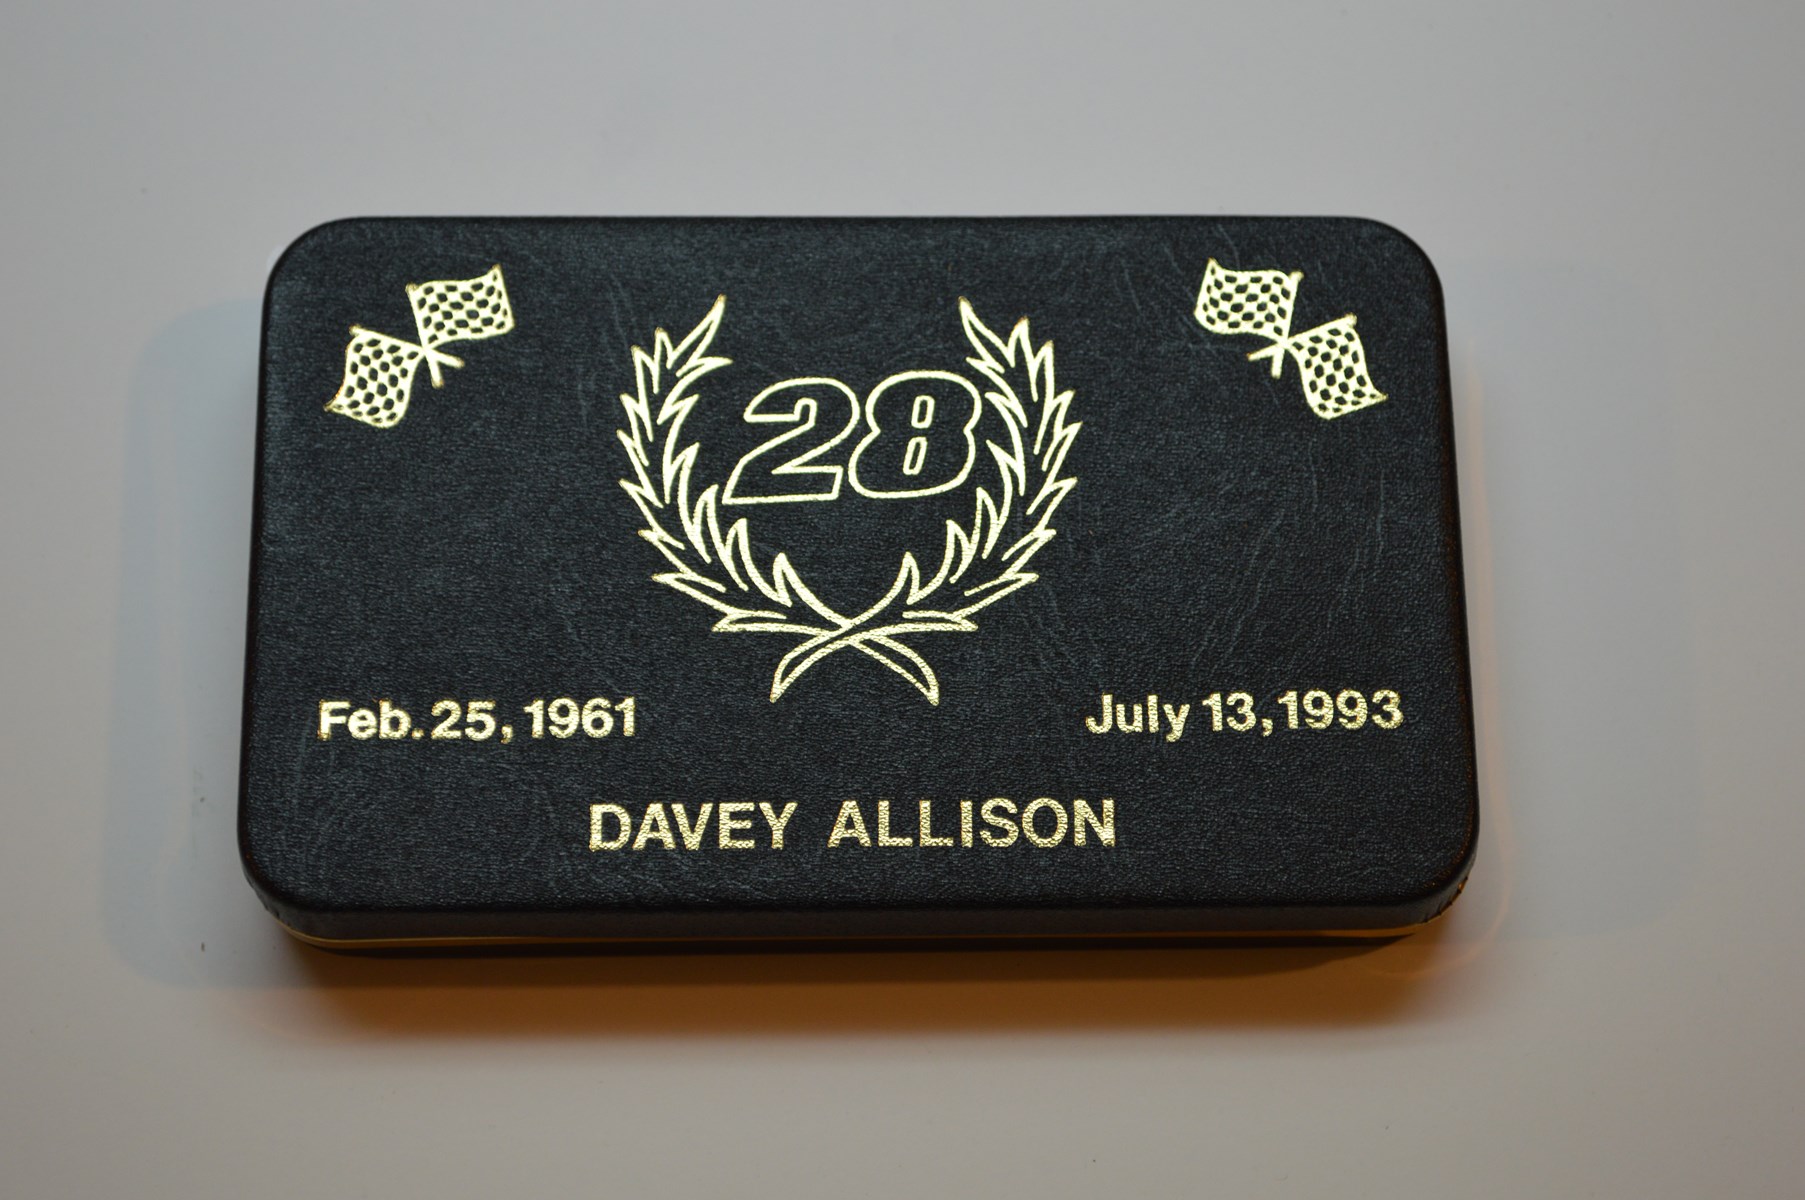 28
Feb. 25, 1961
July 13, 1993
DAVEY ALLISON